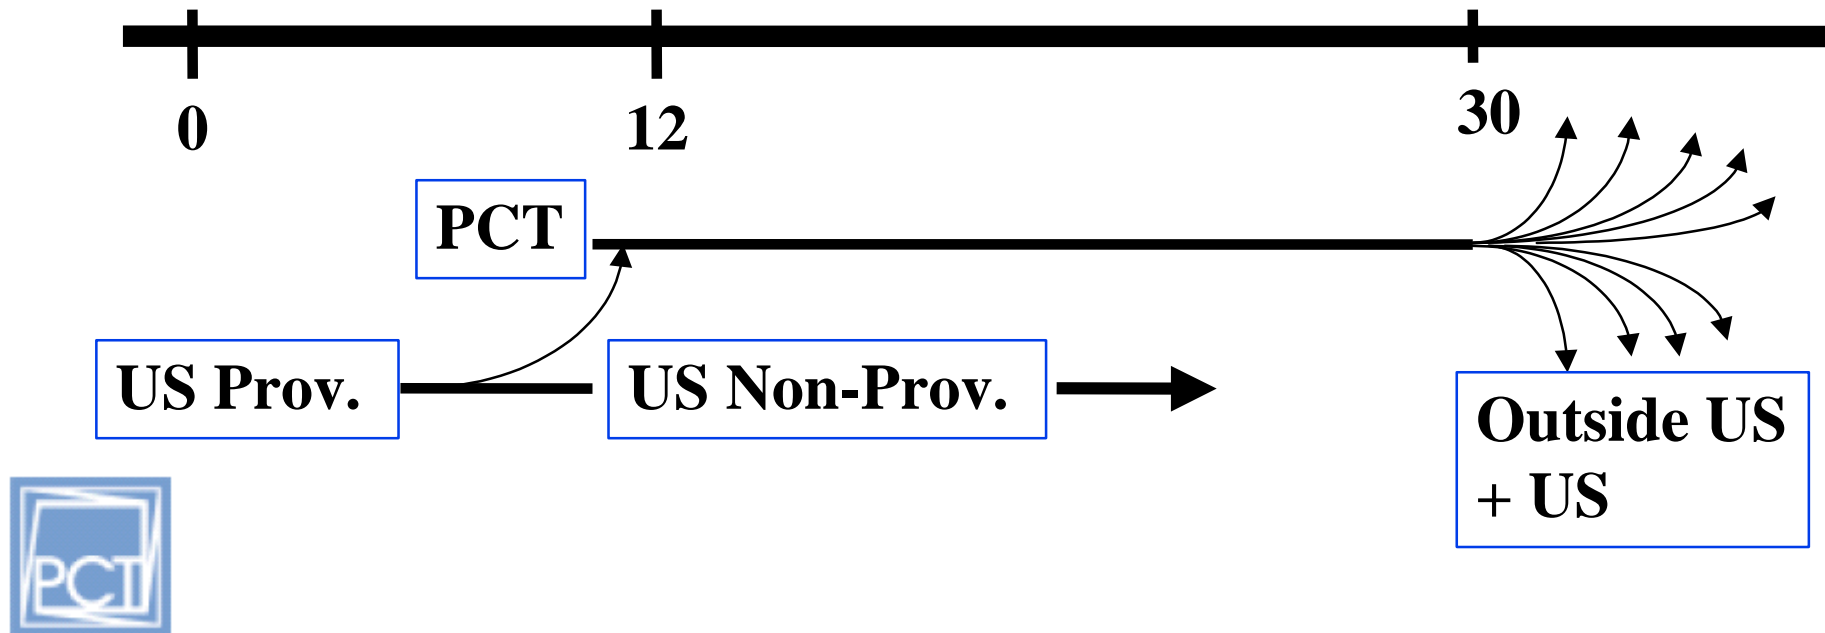 0
12
30
PCT
US Prov.
US Non-Prov.
Outside US
+ US
PCT